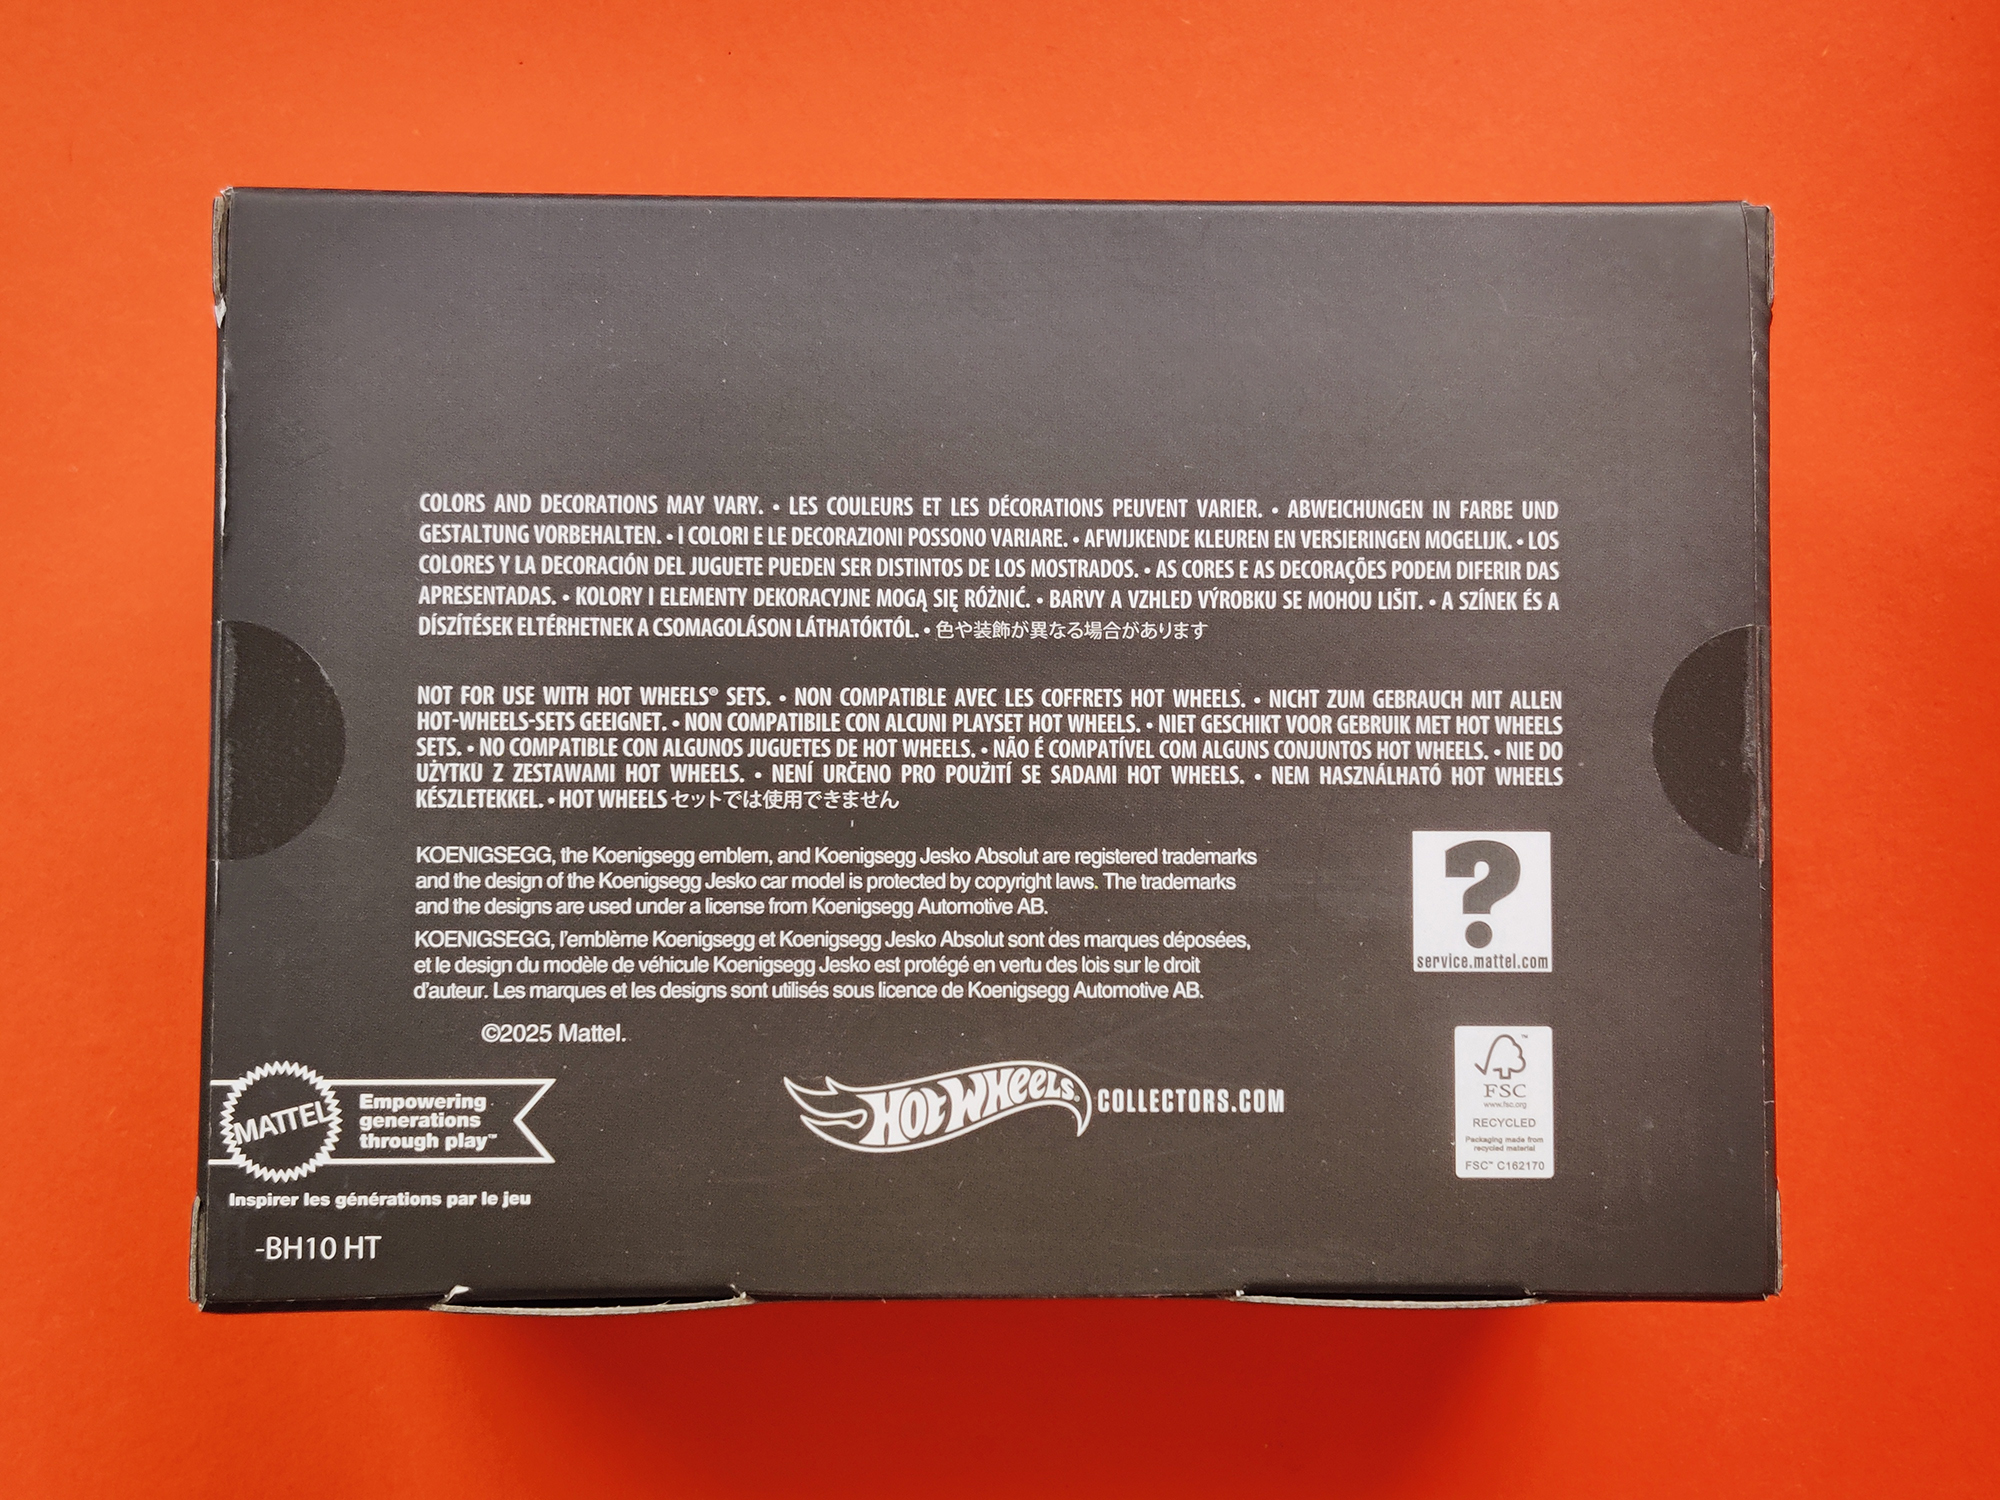 COLORS AND DECORATIONS MAY VARY. • LES COULEURS ET LES DÉCORATIONS PEUVENT VARIER. • ABWEICHUNGEN IN FARBE UND
GESTALTUNG VORBEHALTEN. • I COLORI E LE DECORAZIONI POSSONO VARIARE. • AFWIJKENDE KLEUREN EN VERSIERINGEN MOGELIJK. • LOS
COLORES Y LA DECORACIÓN DEL JUGUETE PUEDEN SER DISTINTOS DE LOS MOSTRADOS. • AS CORES E AS DECORAÇÕES PODEM DIFERIR DAS
APRESENTADAS. • KOLORY I ELEMENTY DEKORACYJNE MOGĄ SIĘ RÓŻNIĆ. • BARVY A VZHLED VÝROBKU SE MOHOU LIŠIT. • A SZÍNEK ÉS A
DÍSZÍTÉSEK ELTÉRHETNEK A CSOMAGOLÁSON LÁTHATÓKTÓL. • 色や装飾が異なる場合があります
NOT FOR USE WITH HOT WHEELS® SETS. • NON COMPATIBLE AVEC LES COFFRETS HOT WHEELS. • NICHT ZUM GEBRAUCH MIT ALLEN
HOT-WHEELS-SETS GEEIGNET. • NON COMPATIBILE CON ALCUNI PLAYSET HOT WHEELS. • NIET GESCHIKT VOOR GEBRUIK MET HOT WHEELS
SETS. • NO COMPATIBLE CON ALGUNOS JUGUETES DE HOT WHEELS. • NÃO É COMPATÍVEL COM ALGUNS CONJUNTOS HOT WHEELS. • NIE DO
UŻYTKU Z ZESTAWAMI HOT WHEELS. • NENÍ URČENO PRO POUŽITÍ SE SADAMI HOT WHEELS. • NEM HASZNÁLHATÓ HOT WHEELS
KÉSZLETEKKEL. • HOT WHEELS セットでは使用できません
KOENIGSEGG, the Koenigsegg emblem, and Koenigsegg Jesko Absolut are registered trademarks
and the design of the Koenigsegg Jesko car model is protected by copyright laws. The trademarks
and the designs are used under a license from Koenigsegg Automotive AB.
KOENIGSEGG, l'emblème Koenigsegg et Koenigsegg Jesko Absolut sont des marques déposées,
et le design du modèle de véhicule Koenigsegg Jesko est protégé en vertu des lois sur le droit
d'auteur. Les marques et les designs sont utilisés sous licence de Koenigsegg Automotive AB.
?
service.mattel.com
©2025 Mattel.
MATTEL
Empowering
generations
through play™
Inspirer les générations par le jeu
-BH10 HT
HOT WHEELS® COLLECTORS.COM
™
FSC
www.fsc.org
RECYCLED
Packaging made from
recycled material
FSC™ C162170